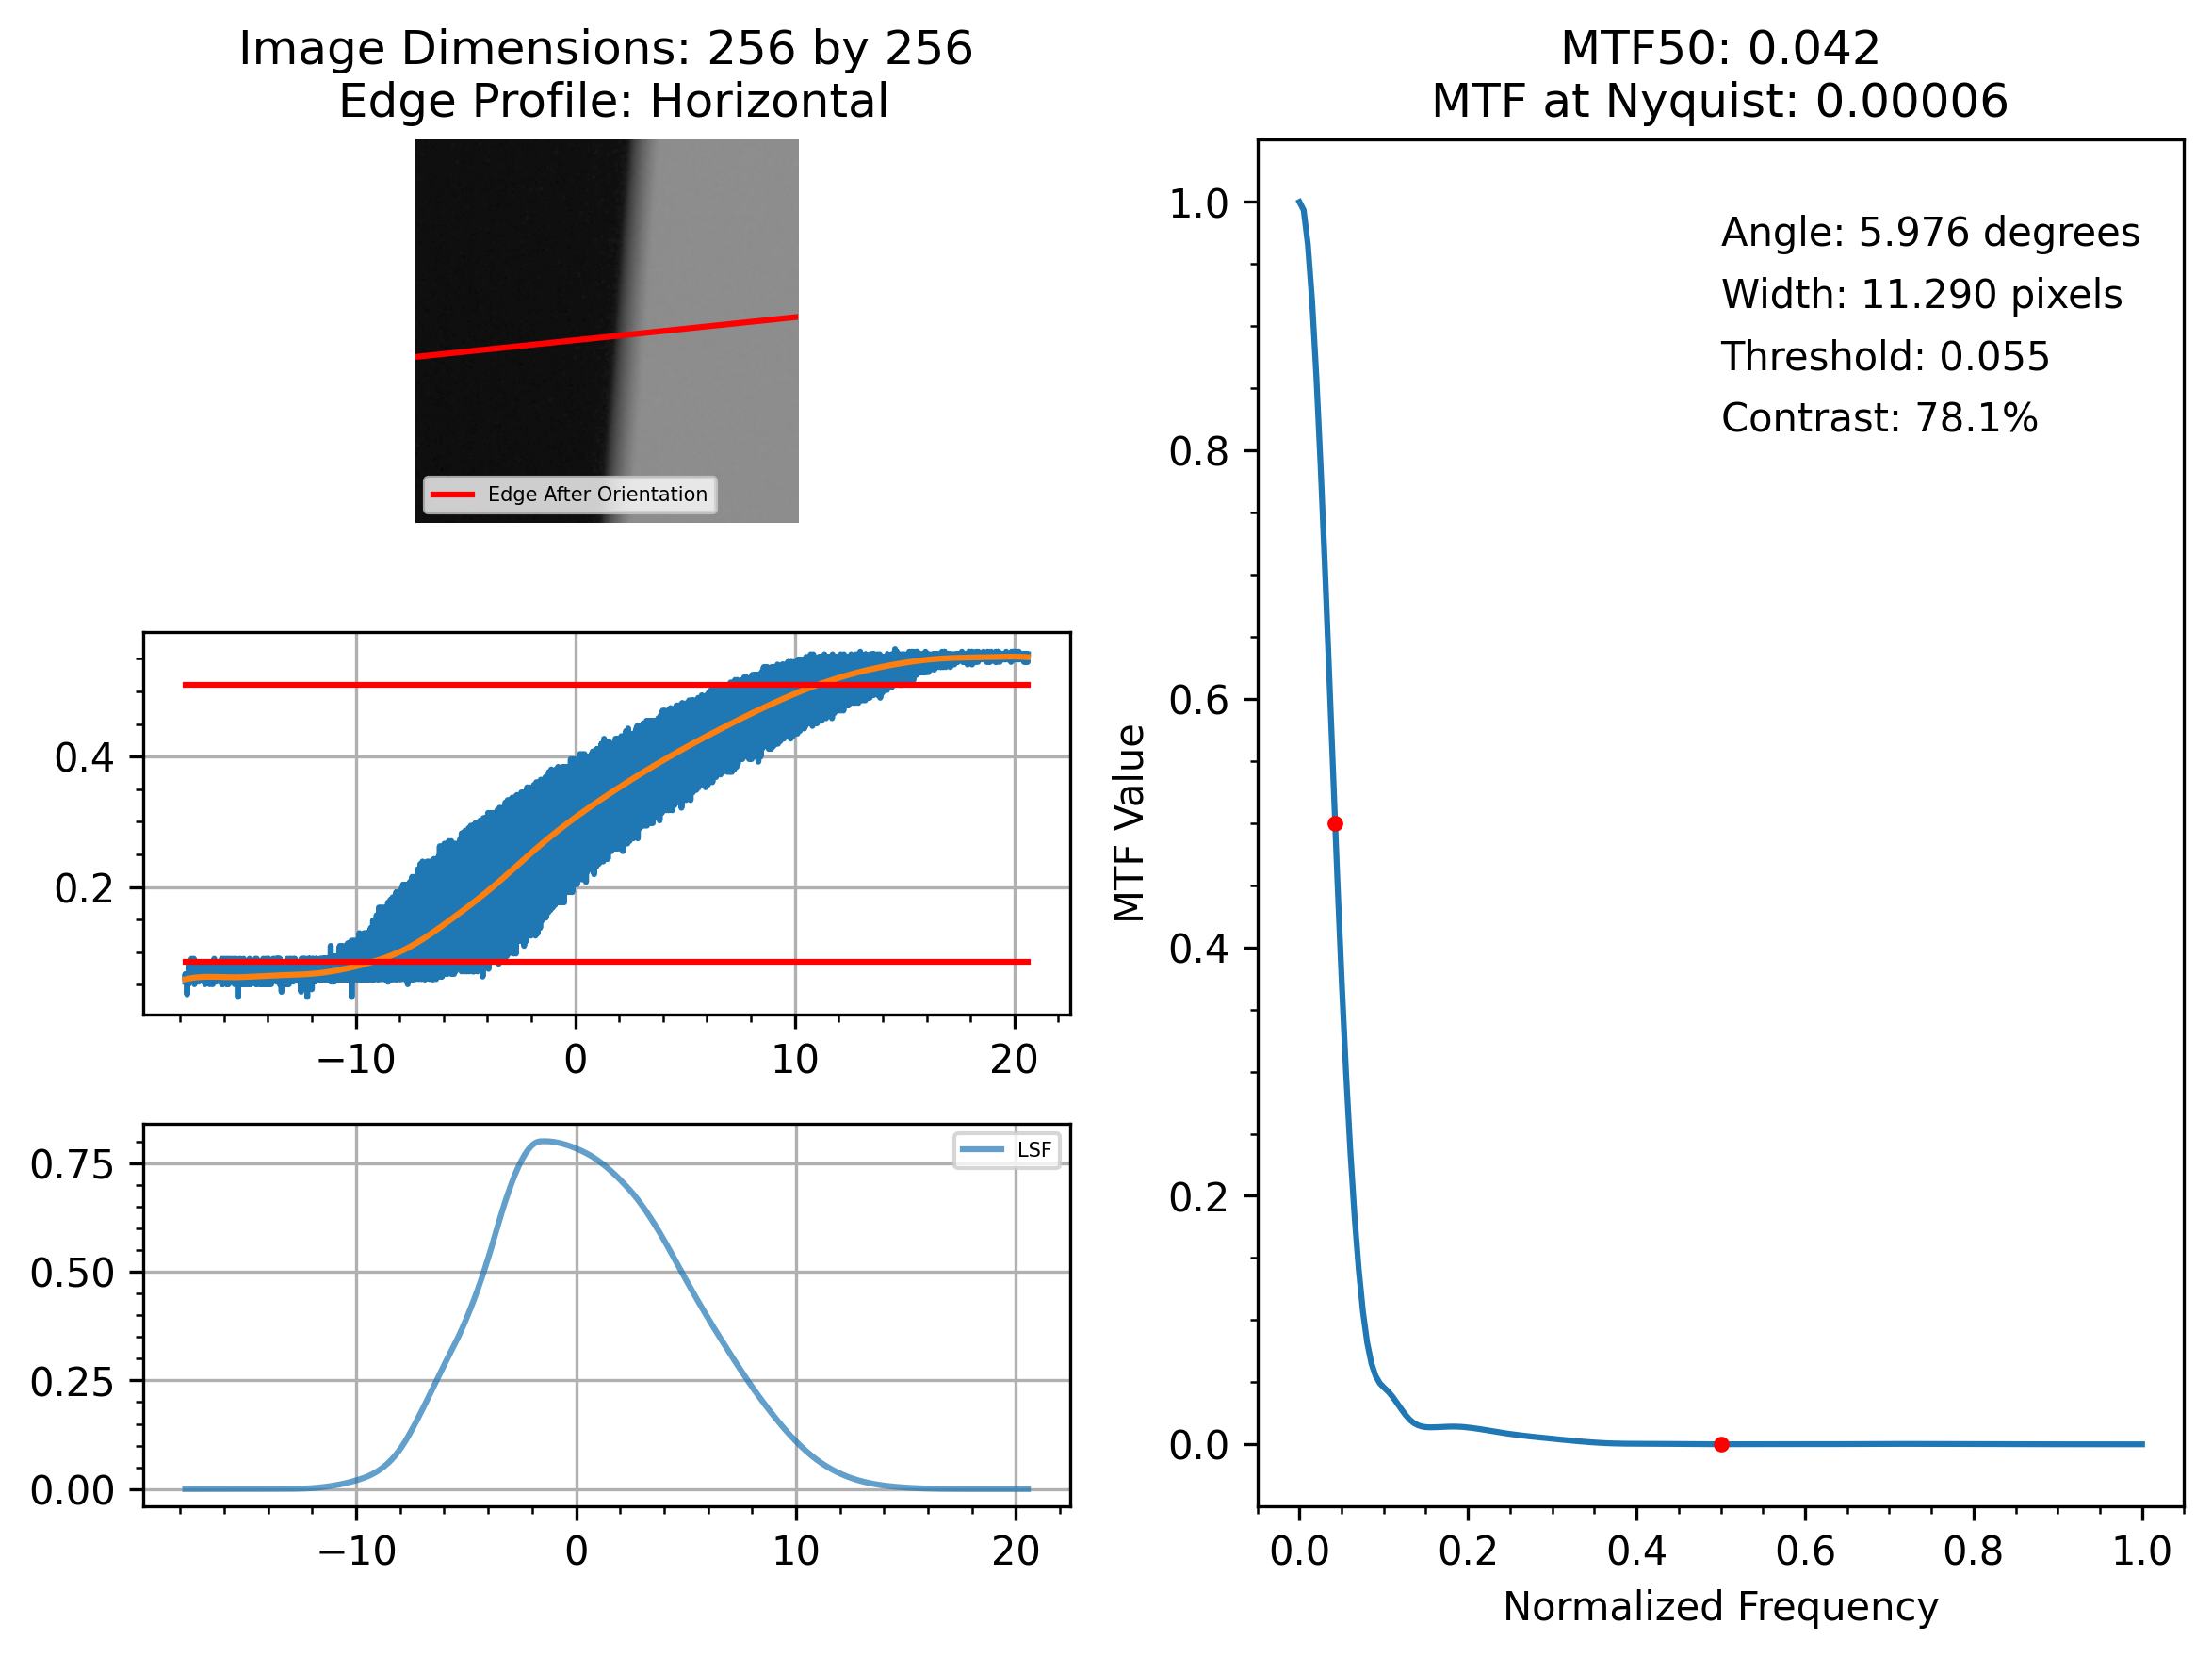 Image Dimensions: 256 by 256
Edge Profile: Horizontal
Edge After Orientation
0.4
0.2
−10 0 10 20
0.75
0.50
0.25
0.00
LSF
−10 0 10 20
MTF50: 0.042
MTF at Nyquist: 0.00006
Angle: 5.976 degrees
Width: 11.290 pixels
Threshold: 0.055
Contrast: 78.1%
MTF Value
1.0
0.8
0.6
0.4
0.2
0.0
0.0 0.2 0.4 0.6 0.8 1.0
Normalized Frequency